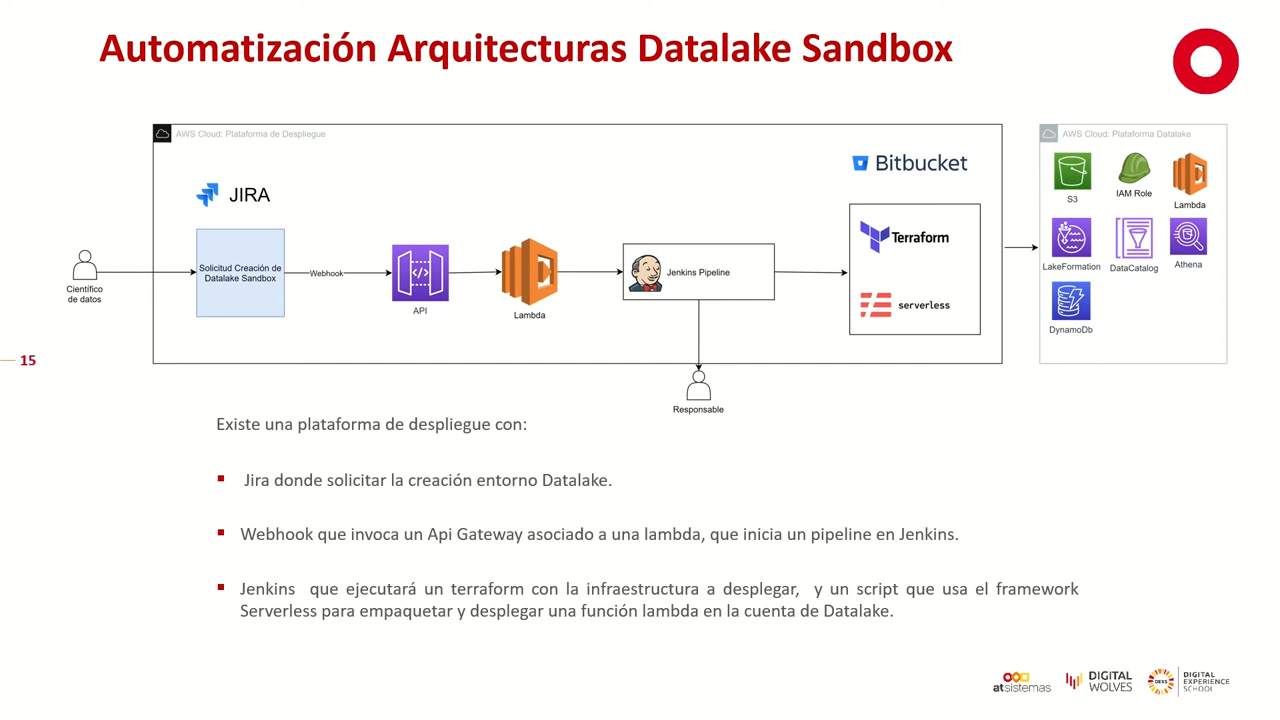 Automatización Arquitecturas Datalake Sandbox
AWS Cloud: Plataforma de Despliegue
AWS Cloud: Plataforma Datalake
JIRA
Bitbucket
Científico
de datos
Solicitud Creación de
Datalake Sandbox
Webhook
API
Lambda
Jenkins Pipeline
Terraform
serverless
Responsable
S3
IAM Role
Lambda
LakeFormation
DataCatalog
Athena
DynamoDb
15
Existe una plataforma de despliegue con:
Jira donde solicitar la creación entorno Datalake.
Webhook que invoca un Api Gateway asociado a una lambda, que inicia un pipeline en Jenkins.
Jenkins que ejecutará un terraform con la infraestructura a desplegar, y un script que usa el framework
Serverless para empaquetar y desplegar una función lambda en la cuenta de Datalake.
atsistemas
DIGITAL
WOLVES
DEXS
DIGITAL
EXPERIENCE
SCHOOL